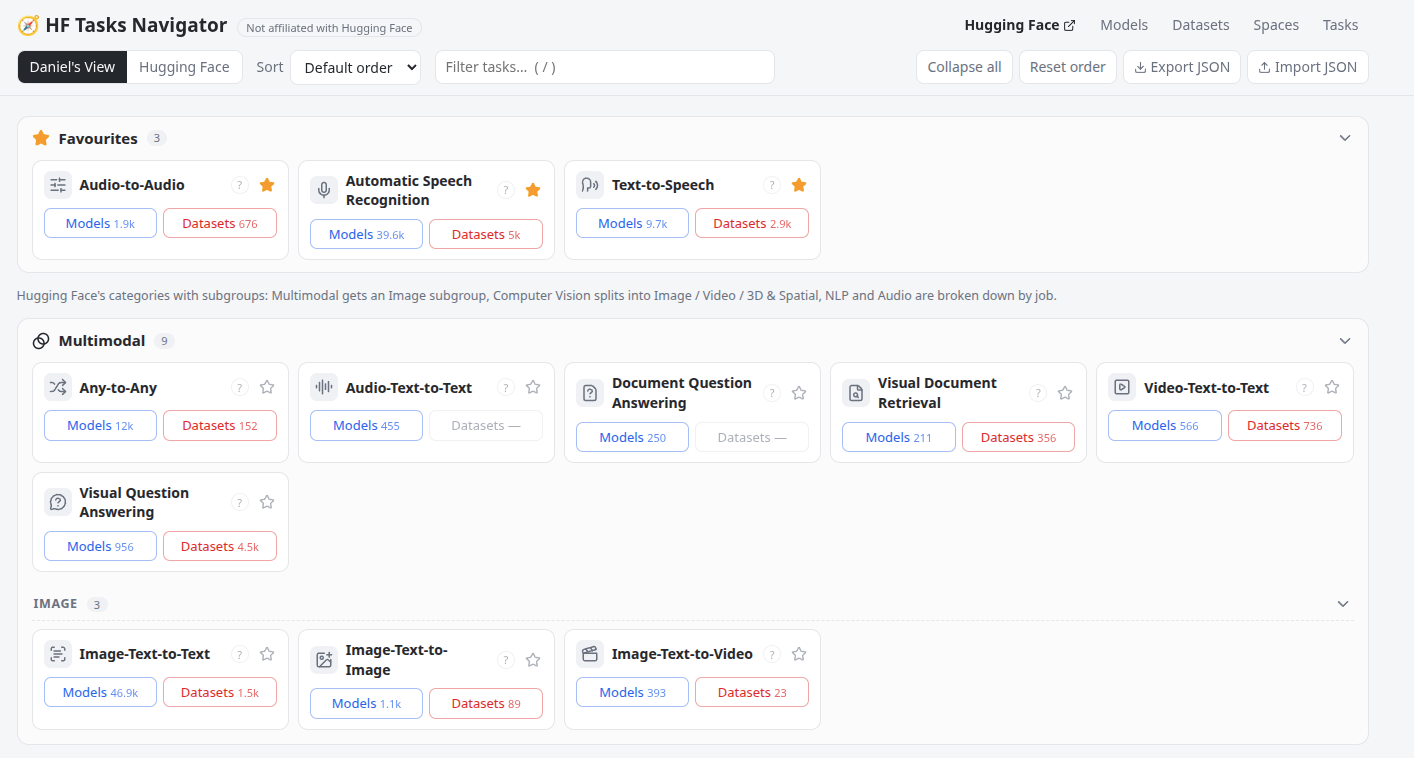 HF Tasks Navigator
Not affiliated with Hugging Face
Hugging Face
Models
Datasets
Spaces
Tasks
Daniel's View
Hugging Face
Sort
Default order
Filter tasks… ( / )
Collapse all
Reset order
Export JSON
Import JSON
Favourites 3
Audio-to-Audio
?
Models 1.9k
Datasets 676
Automatic Speech
Recognition
?
Models 39.6k
Datasets 5k
Text-to-Speech
?
Models 9.7k
Datasets 2.9k
Hugging Face's categories with subgroups: Multimodal gets an Image subgroup, Computer Vision splits into Image / Video / 3D & Spatial, NLP and Audio are broken down by job.
Multimodal 9
Any-to-Any
?
Models 12k
Datasets 152
Audio-Text-to-Text
?
Models 455
Datasets —
Document Question
Answering
?
Models 250
Datasets —
Visual Document
Retrieval
?
Models 211
Datasets 356
Video-Text-to-Text
?
Models 566
Datasets 736
Visual Question
Answering
?
Models 956
Datasets 4.5k
IMAGE 3
Image-Text-to-Text
?
Models 46.9k
Datasets 1.5k
Image-Text-to-
Image
?
Models 1.1k
Datasets 89
Image-Text-to-Video
?
Models 393
Datasets 23